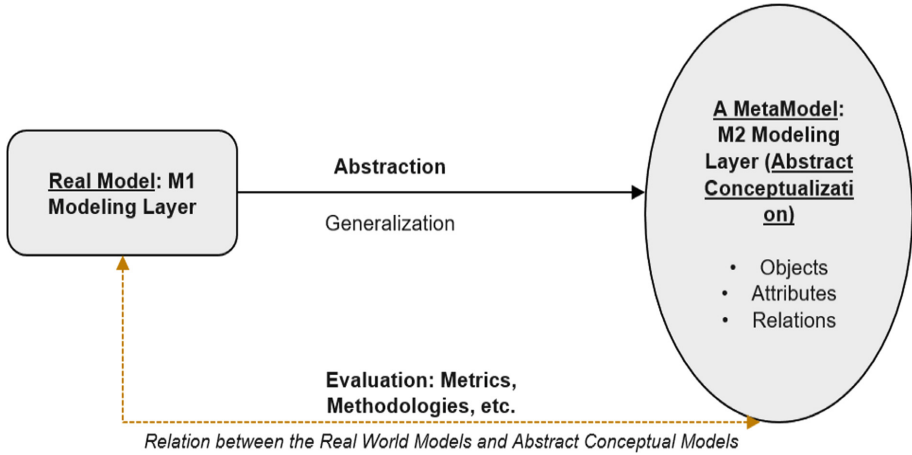 Real Model: M1
Modeling Layer
Abstraction
Generalization
A MetaModel:
M2 Modeling
Layer (Abstract
Conceptualizati
on)
• Objects
• Attributes
• Relations
Evaluation: Metrics,
Methodologies, etc.
Relation between the Real World Models and Abstract Conceptual Models